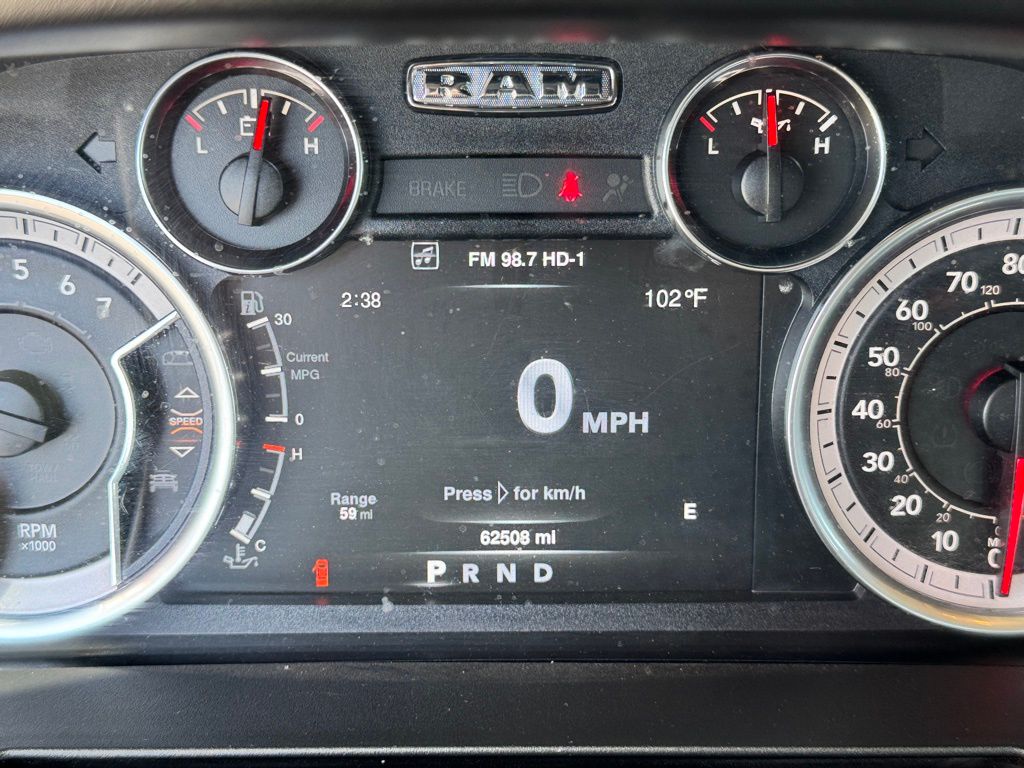 RAM
L H
L H
BRAKE
FM 98.7 HD-1
2:38
102°F
5
6
7
RPM
x1000
SPEED
30
Current
MPG
0
H
C
0 MPH
Press ▷ for km/h
Range
59 mi
E
62508 mi
P R N D
80
70
120
60
100
50
80
40
60
30
40
20
20
10
0